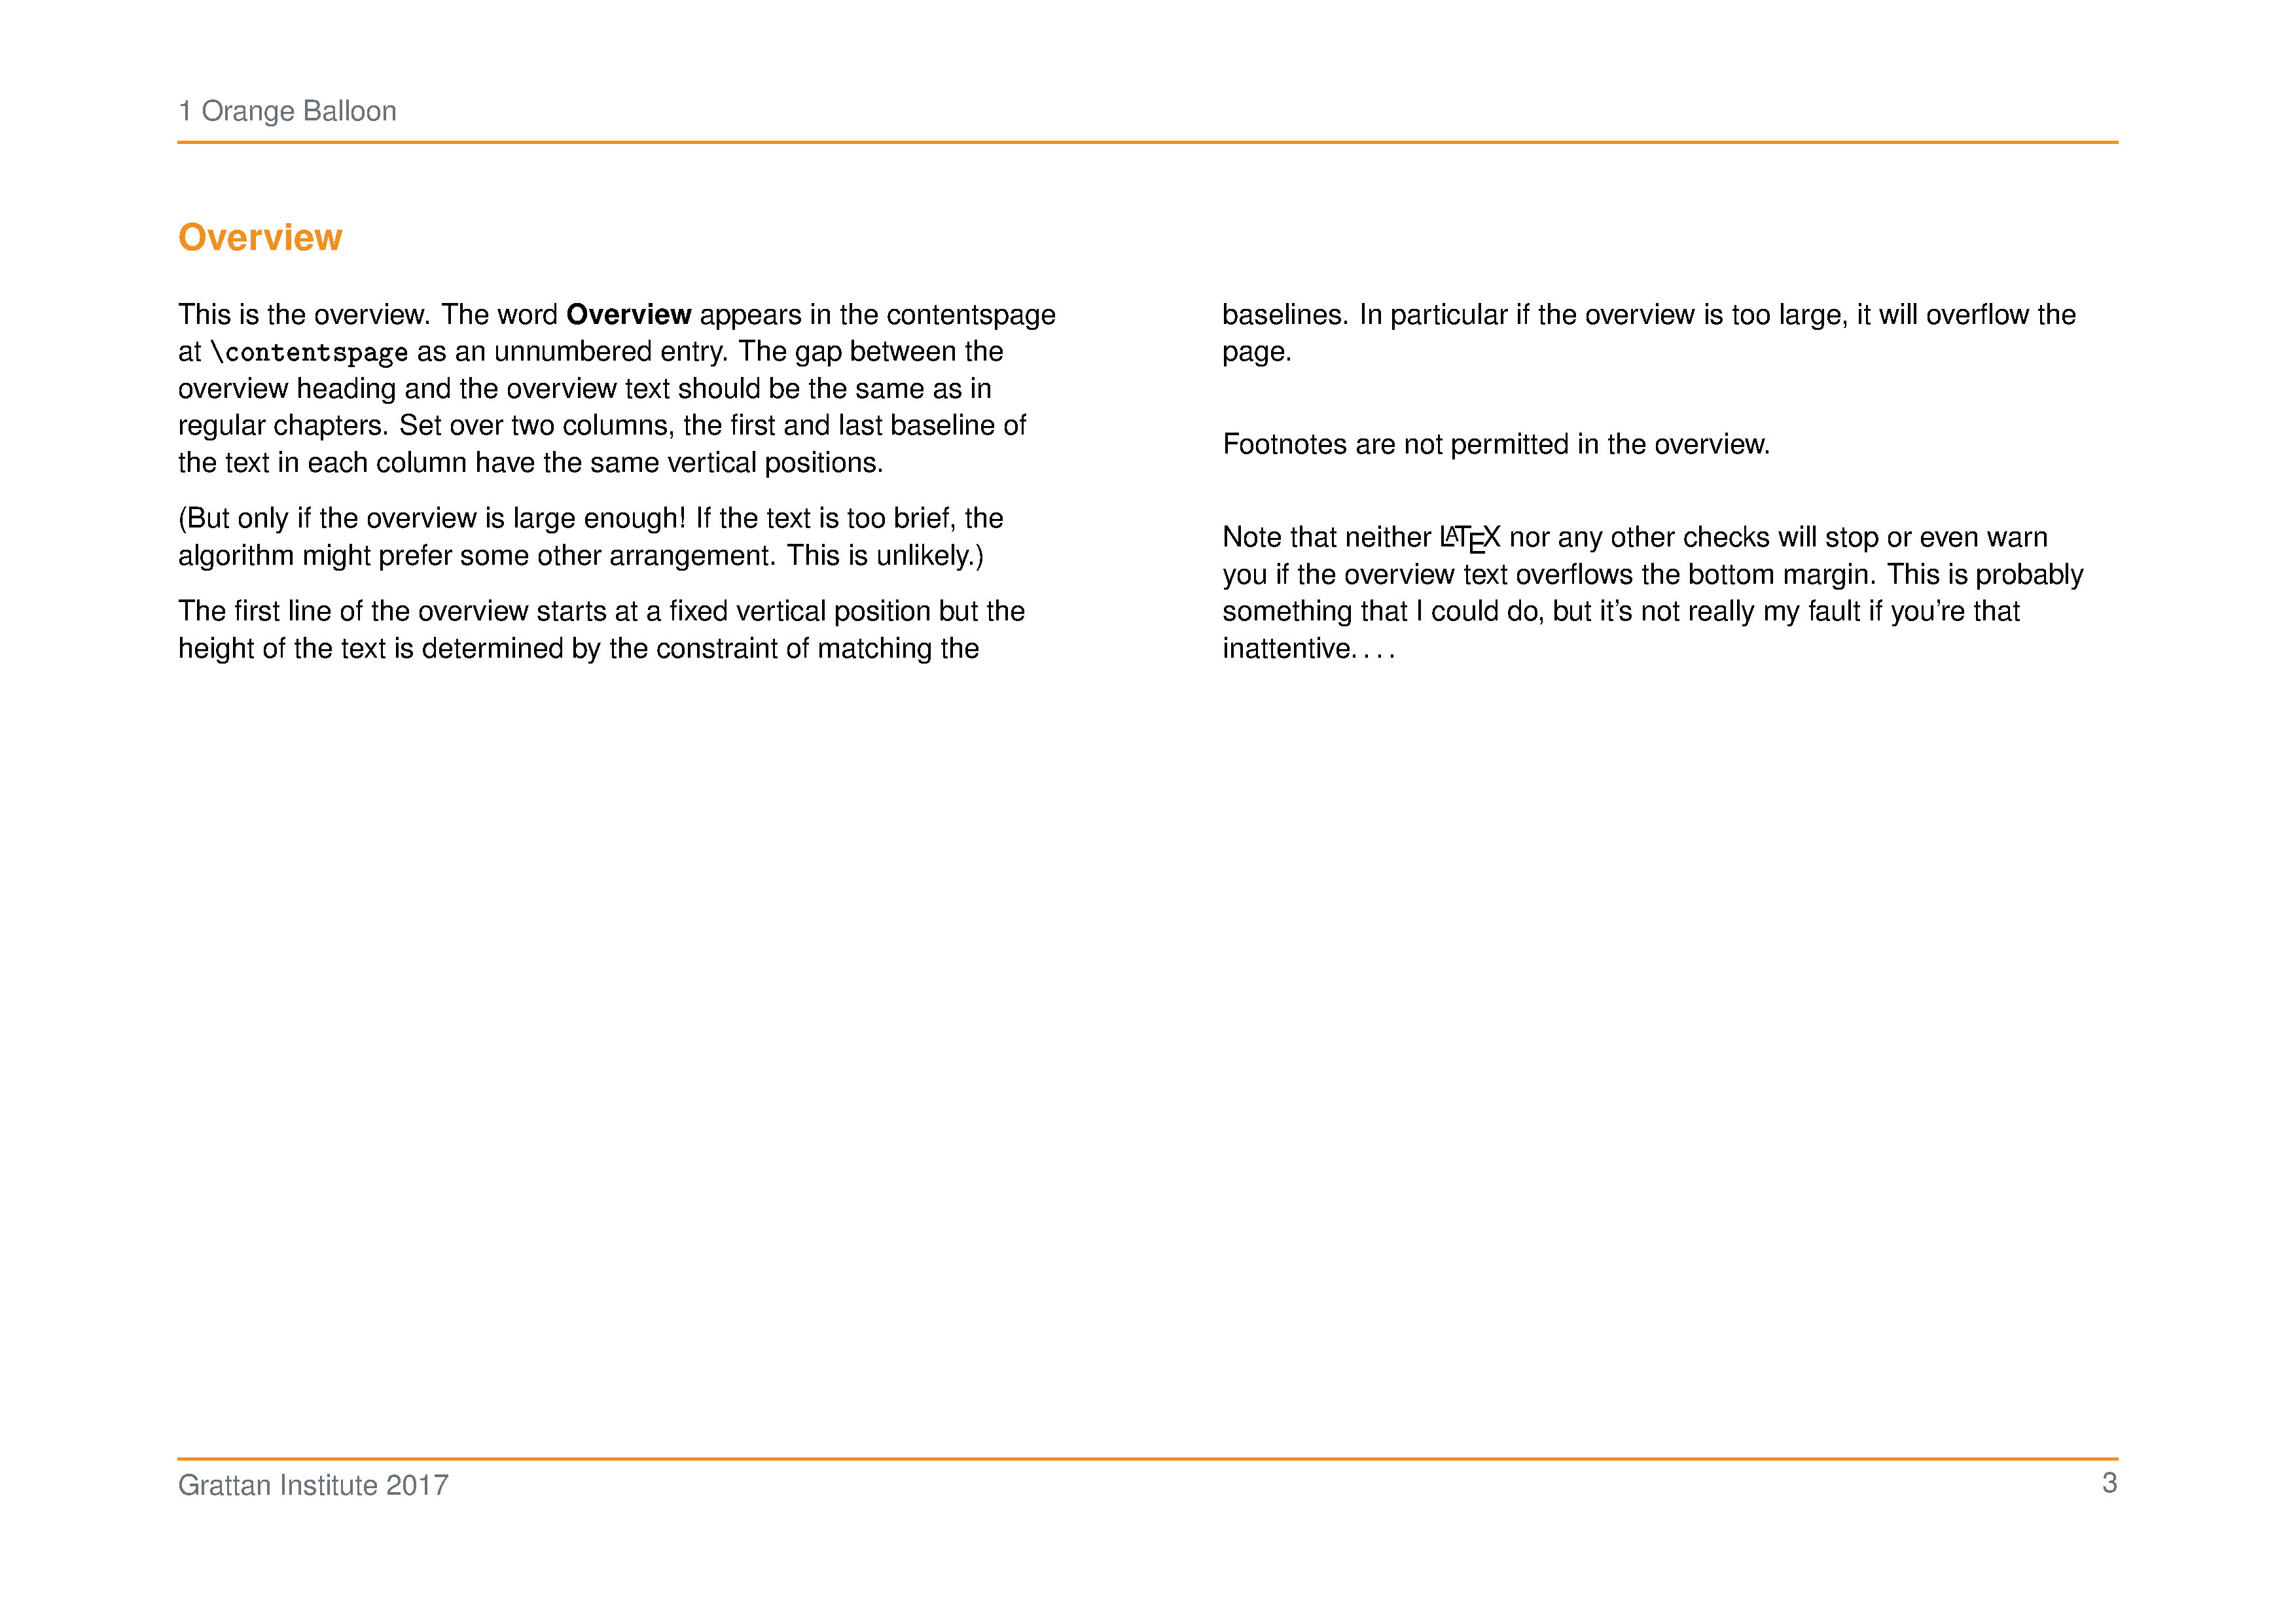 1 Orange Balloon
Overview
This is the overview. The word Overview appears in the contentspage
at \contentspage as an unnumbered entry. The gap between the
overview heading and the overview text should be the same as in
regular chapters. Set over two columns, the first and last baseline of
the text in each column have the same vertical positions.
(But only if the overview is large enough! If the text is too brief, the
algorithm might prefer some other arrangement. This is unlikely.)
The first line of the overview starts at a fixed vertical position but the
height of the text is determined by the constraint of matching the
baselines. In particular if the overview is too large, it will overflow the
page.
Footnotes are not permitted in the overview.
Note that neither LATEX nor any other checks will stop or even warn
you if the overview text overflows the bottom margin. This is probably
something that I could do, but it’s not really my fault if you’re that
inattentive. . . .
Grattan Institute 2017
3